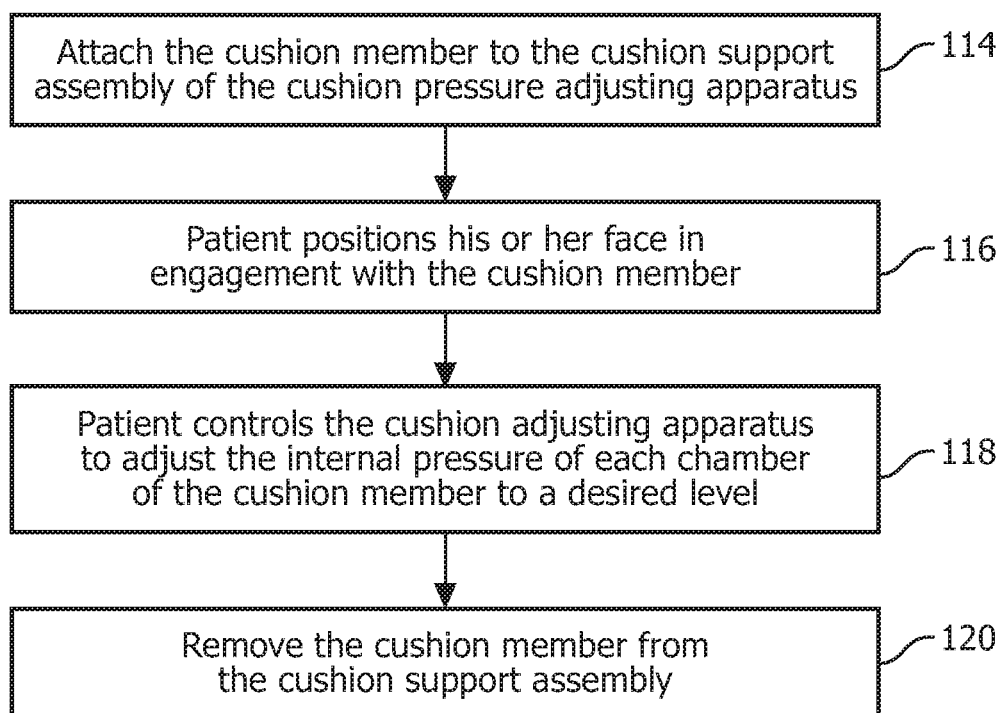 Attach the cushion member to the cushion support
assembly of the cushion pressure adjusting apparatus
114
Patient positions his or her face in
engagement with the cushion member
116
Patient controls the cushion adjusting apparatus
to adjust the internal pressure of each chamber
of the cushion member to a desired level
118
Remove the cushion member from
the cushion support assembly
120